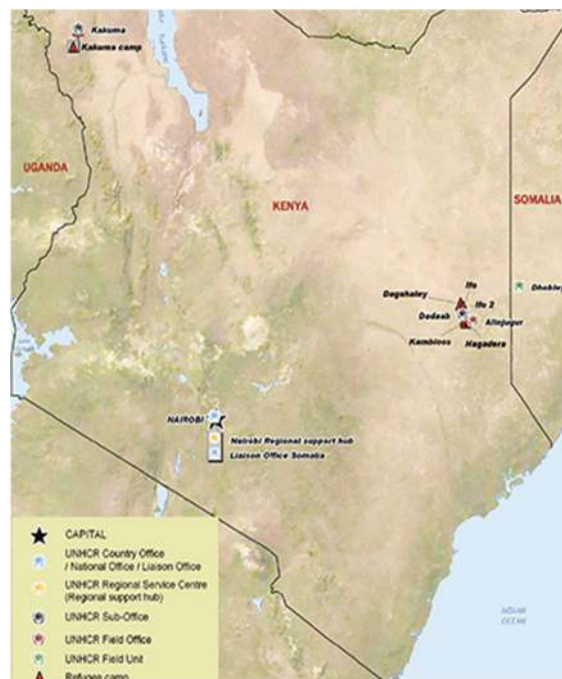 Kakuma
Kakuma camp
UGANDA
KENYA
SOMALIA
Ifo
Dagahaley
Ifo 2
Dhobley
Dadaab
Alinjugur
Kambioos
Hagadera
NAIROBI
Nairobi Regional support hub
Liaison Office Somalia
CAPITAL
UNHCR Country Office
/ National Office / Liaison Office
UNHCR Regional Service Centre
(Regional support hub)
UNHCR Sub-Office
UNHCR Field Office
UNHCR Field Unit
Refugee camp
INDIAN
OCEAN